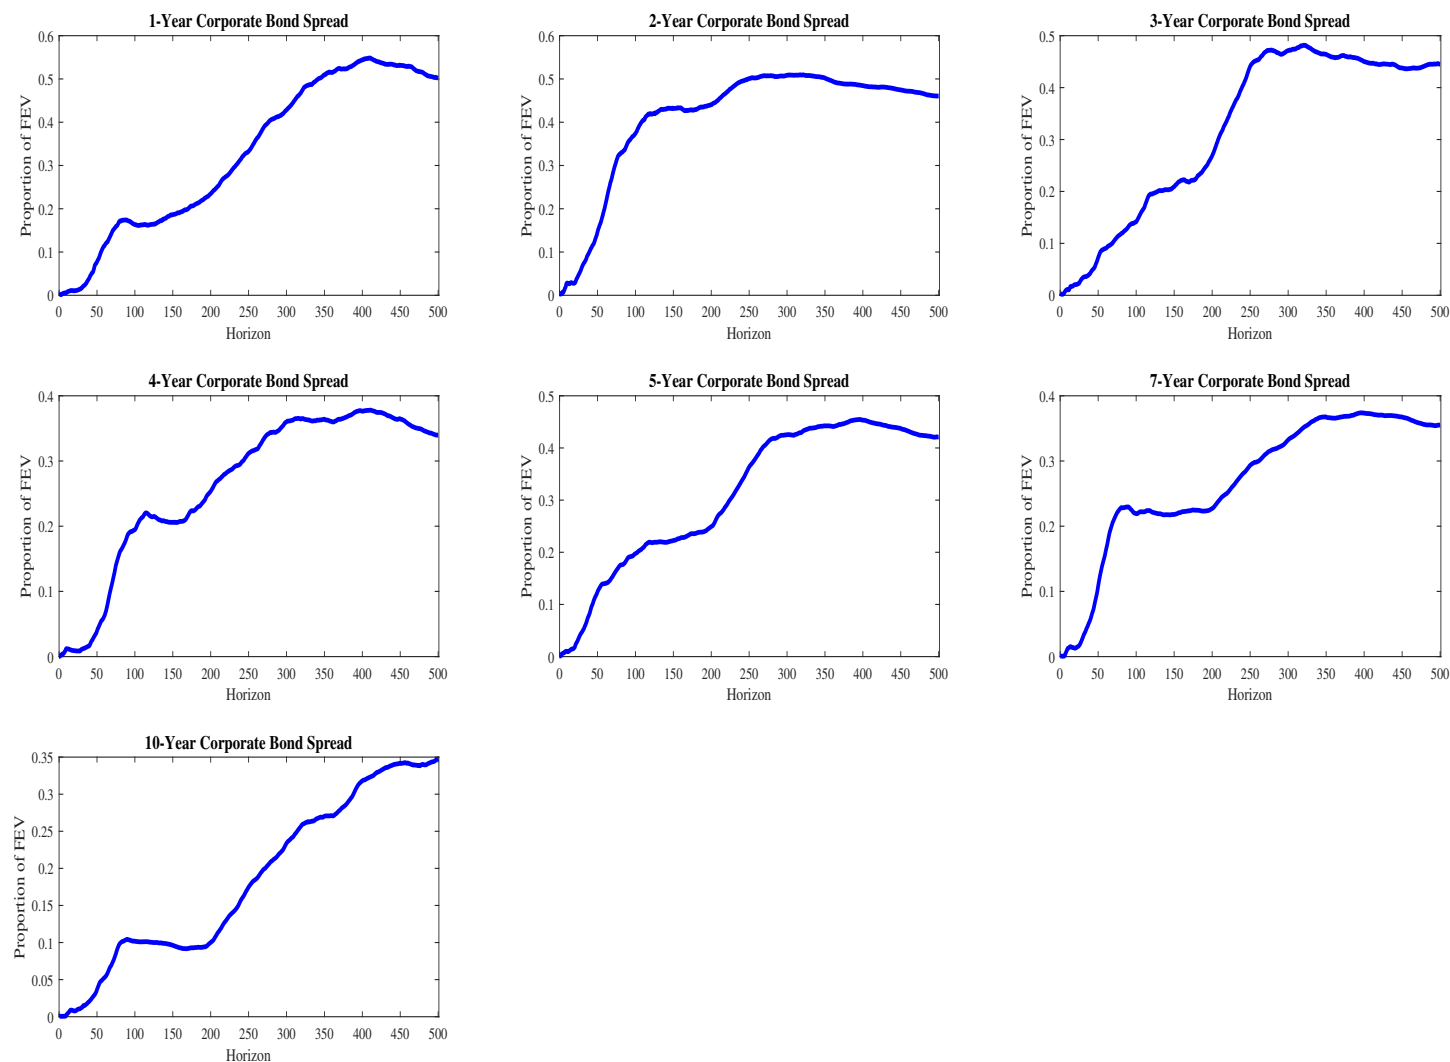 1-Year Corporate Bond Spread
0.6
0.5
0.4
0.3
0.2
0.1
0
Proportion of FEV
0 50 100 150 200 250 300 350 400 450 500
Horizon
2-Year Corporate Bond Spread
0.6
0.5
0.4
0.3
0.2
0.1
0
Proportion of FEV
0 50 100 150 200 250 300 350 400 450 500
Horizon
3-Year Corporate Bond Spread
0.5
0.4
0.3
0.2
0.1
0
Proportion of FEV
0 50 100 150 200 250 300 350 400 450 500
Horizon
4-Year Corporate Bond Spread
0.4
0.3
0.2
0.1
0
Proportion of FEV
0 50 100 150 200 250 300 350 400 450 500
Horizon
5-Year Corporate Bond Spread
0.5
0.4
0.3
0.2
0.1
0
Proportion of FEV
0 50 100 150 200 250 300 350 400 450 500
Horizon
7-Year Corporate Bond Spread
0.4
0.3
0.2
0.1
0
Proportion of FEV
0 50 100 150 200 250 300 350 400 450 500
Horizon
10-Year Corporate Bond Spread
0.35
0.3
0.25
0.2
0.15
0.1
0.05
0
Proportion of FEV
0 50 100 150 200 250 300 350 400 450 500
Horizon